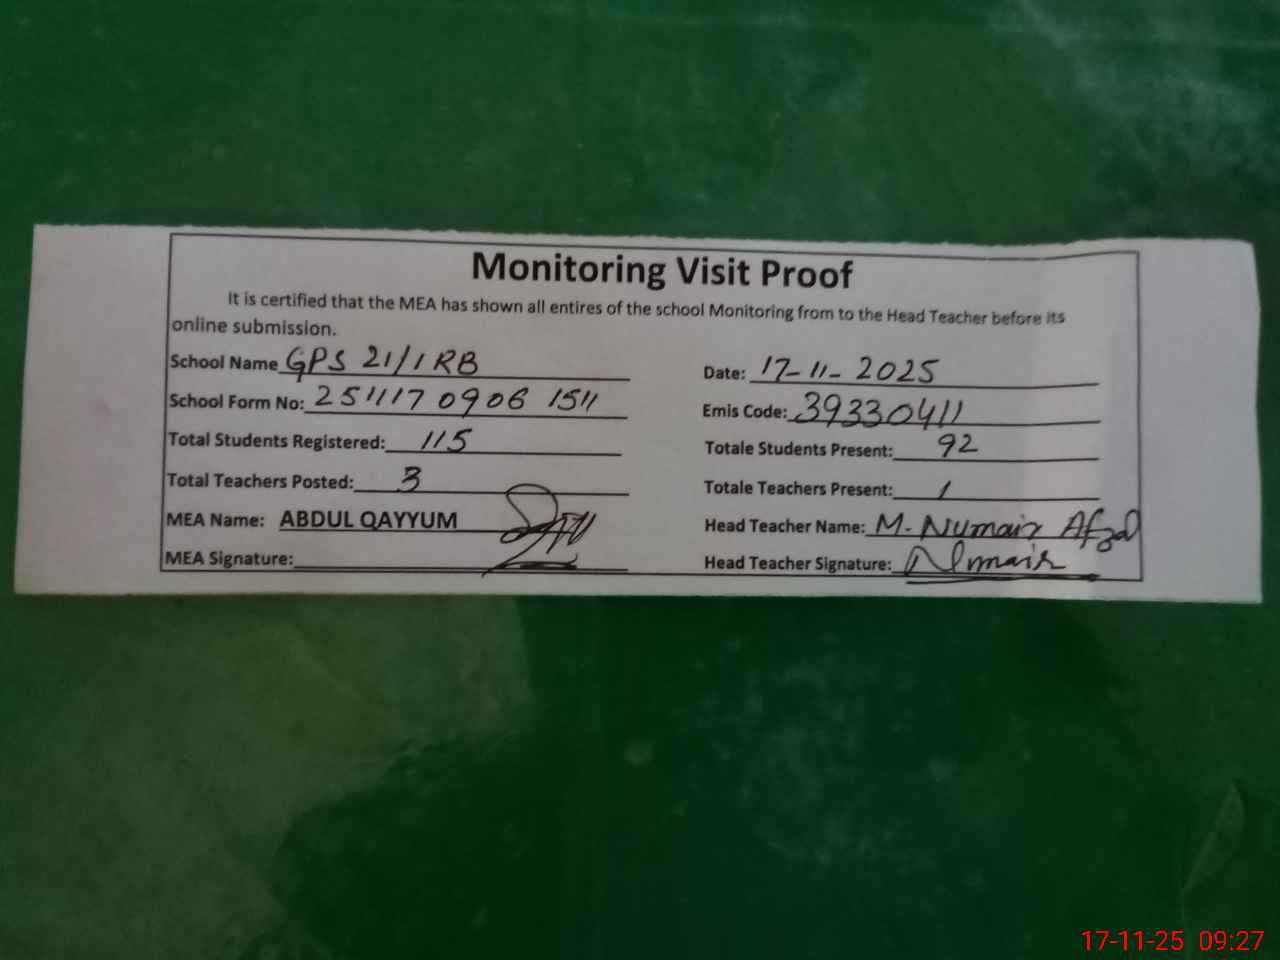 Monitoring Visit Proof
It is certified that the MEA has shown all entires of the school Monitoring from to the Head Teacher before its
online submission.
School Name GPS 21/1 RB
Date: 17-11-2025
School Form No: 251117 0906 1511
Emis Code: 39330411
Total Students Registered: 115
Totale Students Present: 92
Total Teachers Posted: 3
Totale Teachers Present: 1
MEA Name: ABDUL QAYYUM
Head Teacher Name: M. Numair Afzal
MEA Signature:
Head Teacher Signature: Numair
17-11-25 09:27